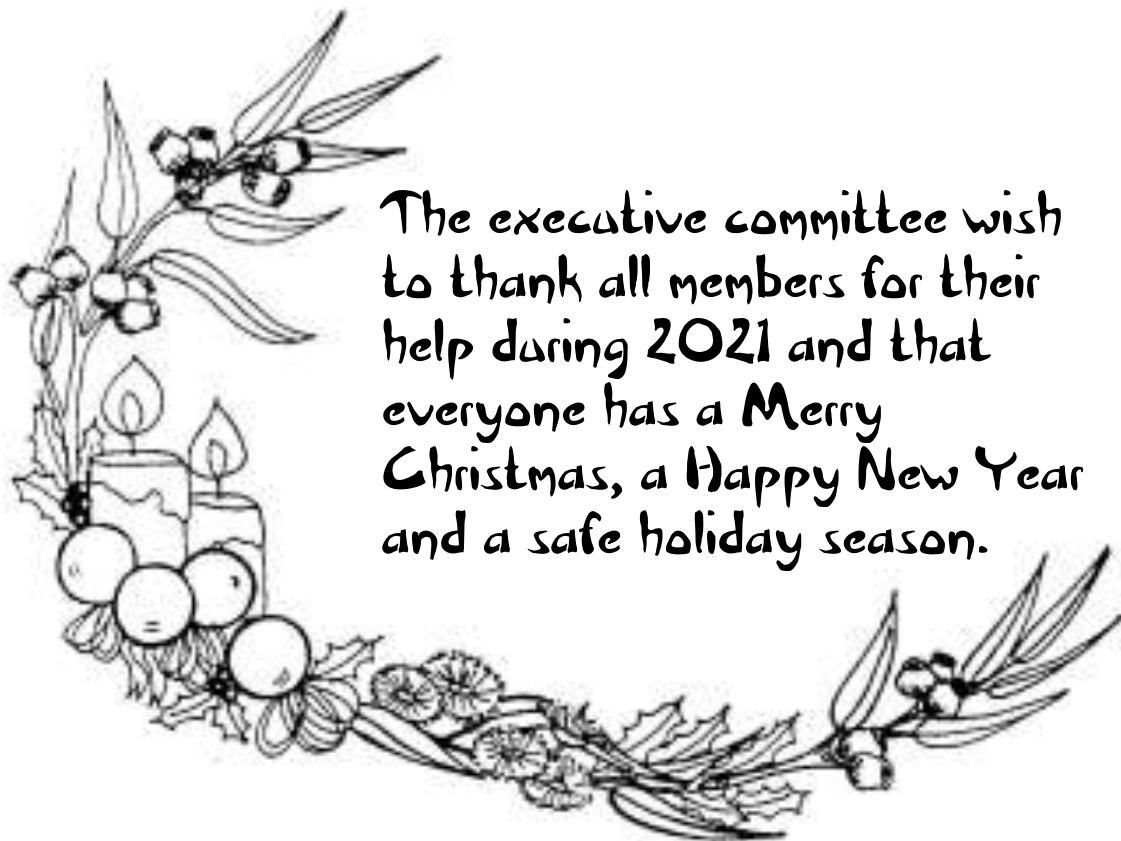 The executive committee wish
to thank all members for their
help during 2021 and that
everyone has a Merry
Christmas, a Happy New Year
and a safe holiday season.